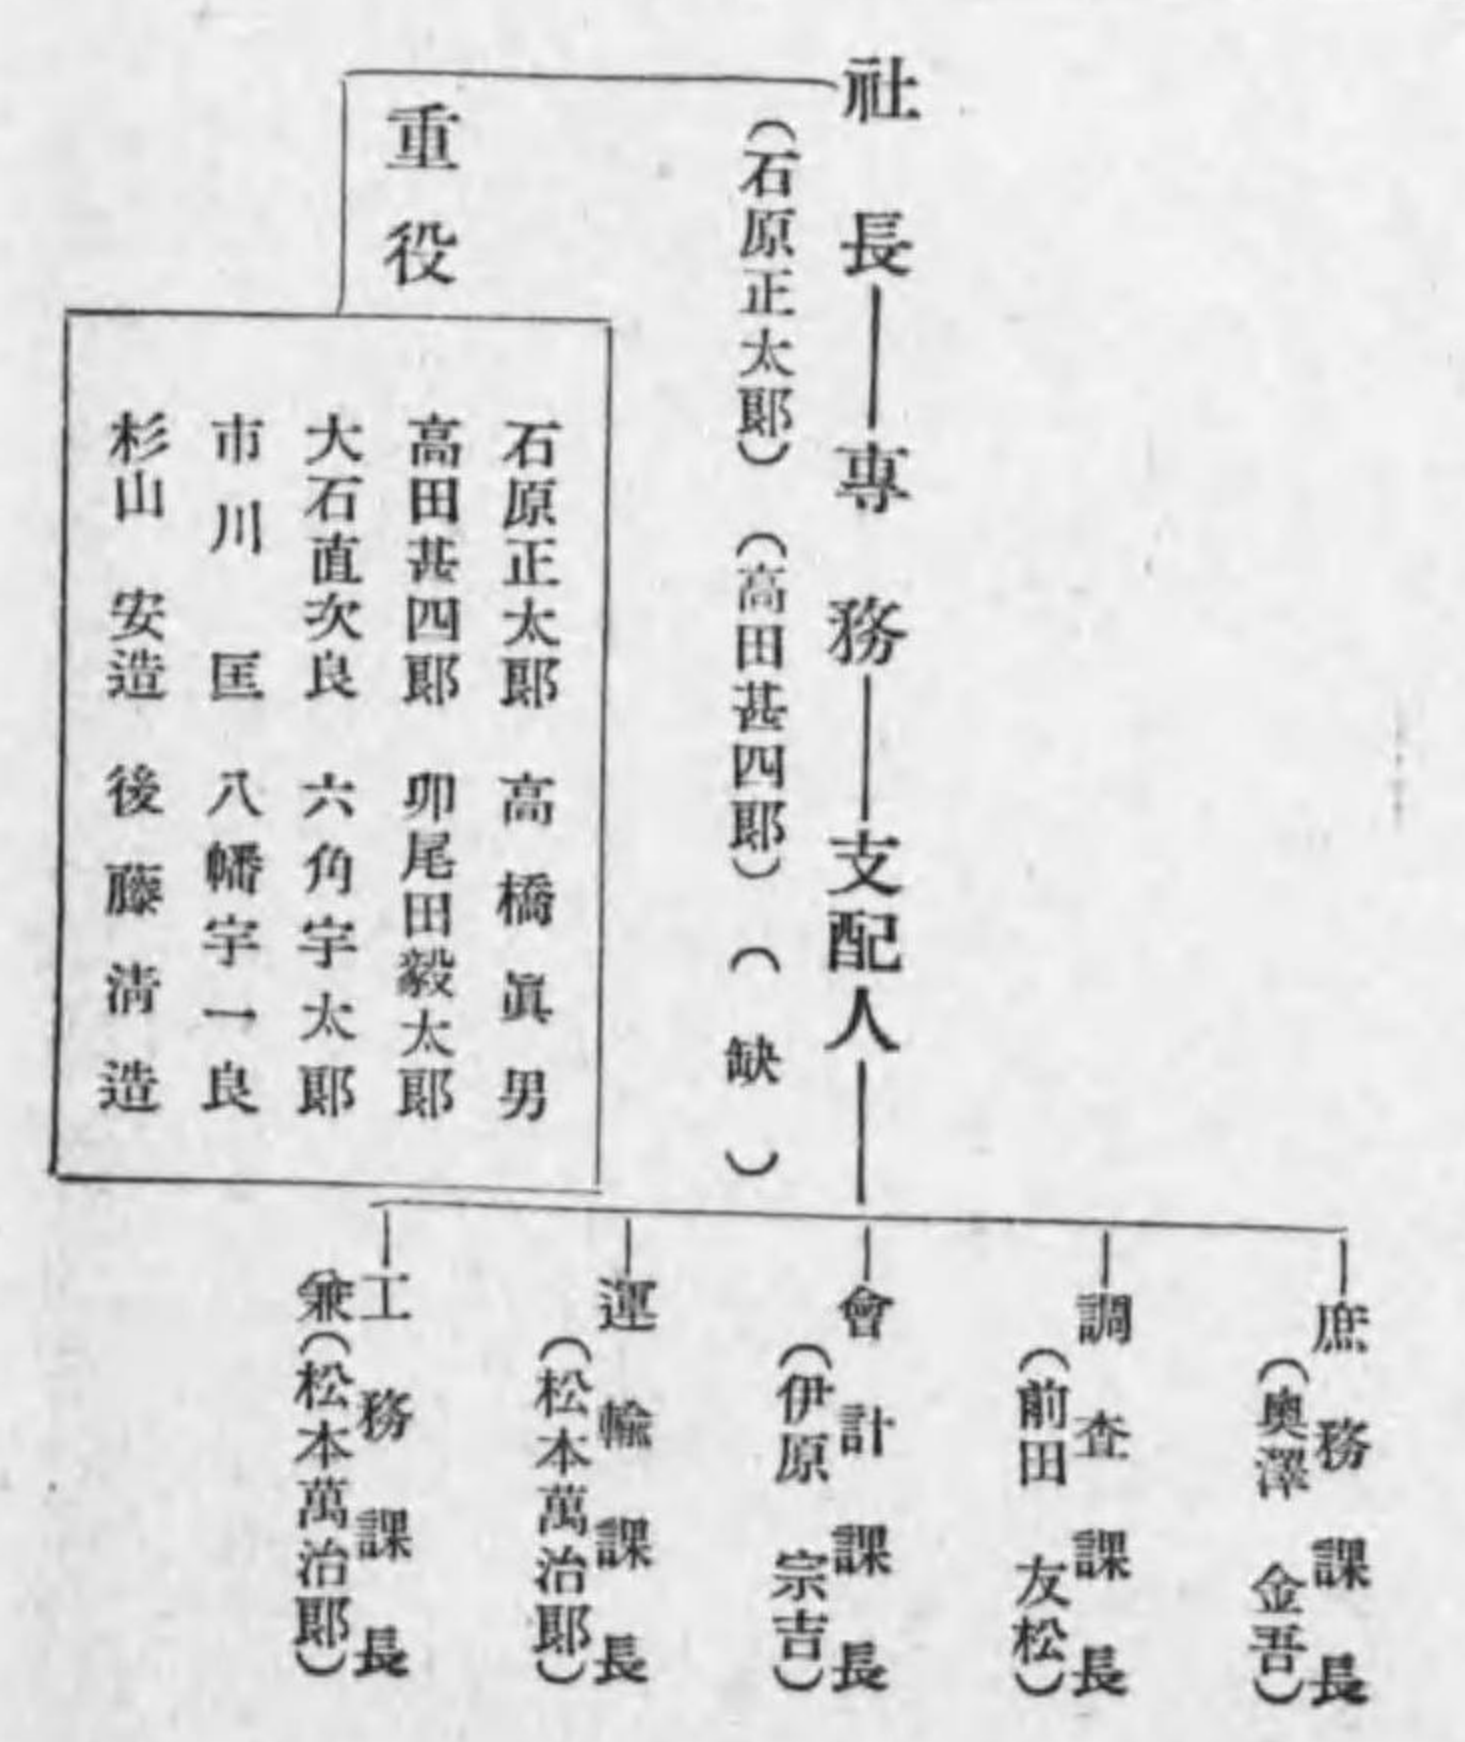 社長
(石原正太郎)
專務
(高田甚四郎)
支配人
(缺)
庶務課長
(奧澤金吾)
調査課長
(前田友松)
會計課長
(伊原宗吉)
運輸課長
(松本萬治郎)
工務課長
兼(松本萬治郎)
重役
石原正太郎 高橋眞男
高田甚四郎 卯尾田毅太郎
大石直次良 六角宇太郎
市川匡 八幡宇一良
杉山安造 後藤淸造